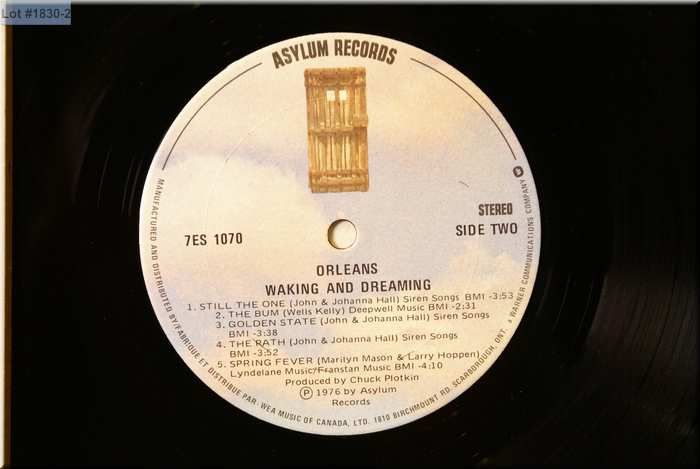 Lot #1830-2
ASYLUM RECORDS
STEREO
7ES 1070
SIDE TWO
ORLEANS
WAKING AND DREAMING
1. STILL THE ONE (John & Johanna Hall) Siren Songs BMI -3:53
2. THE BUM (Wells Kelly) Deepwell Music BMI -2:31
3. GOLDEN STATE (John & Johanna Hall) Siren Songs
BMI -3:38
4. THE PATH (John & Johanna Hall) Siren Songs
BMI -3:52
5. SPRING FEVER (Marilyn Mason & Larry Hoppen)
Lyndelane Music/Franstan Music BMI -4:10
Produced by Chuck Plotkin
Ⓟ 1976 by Asylum
Records
MANUFACTURED AND DISTRIBUTED BY/FABRIQUÉ ET DISTRIBUÉ PAR· WEA MUSIC OF CANADA, LTD. 1810 BIRCHMOUNT RD. SCARBOROUGH, ONT. A WARNER COMMUNICATIONS COMPANY